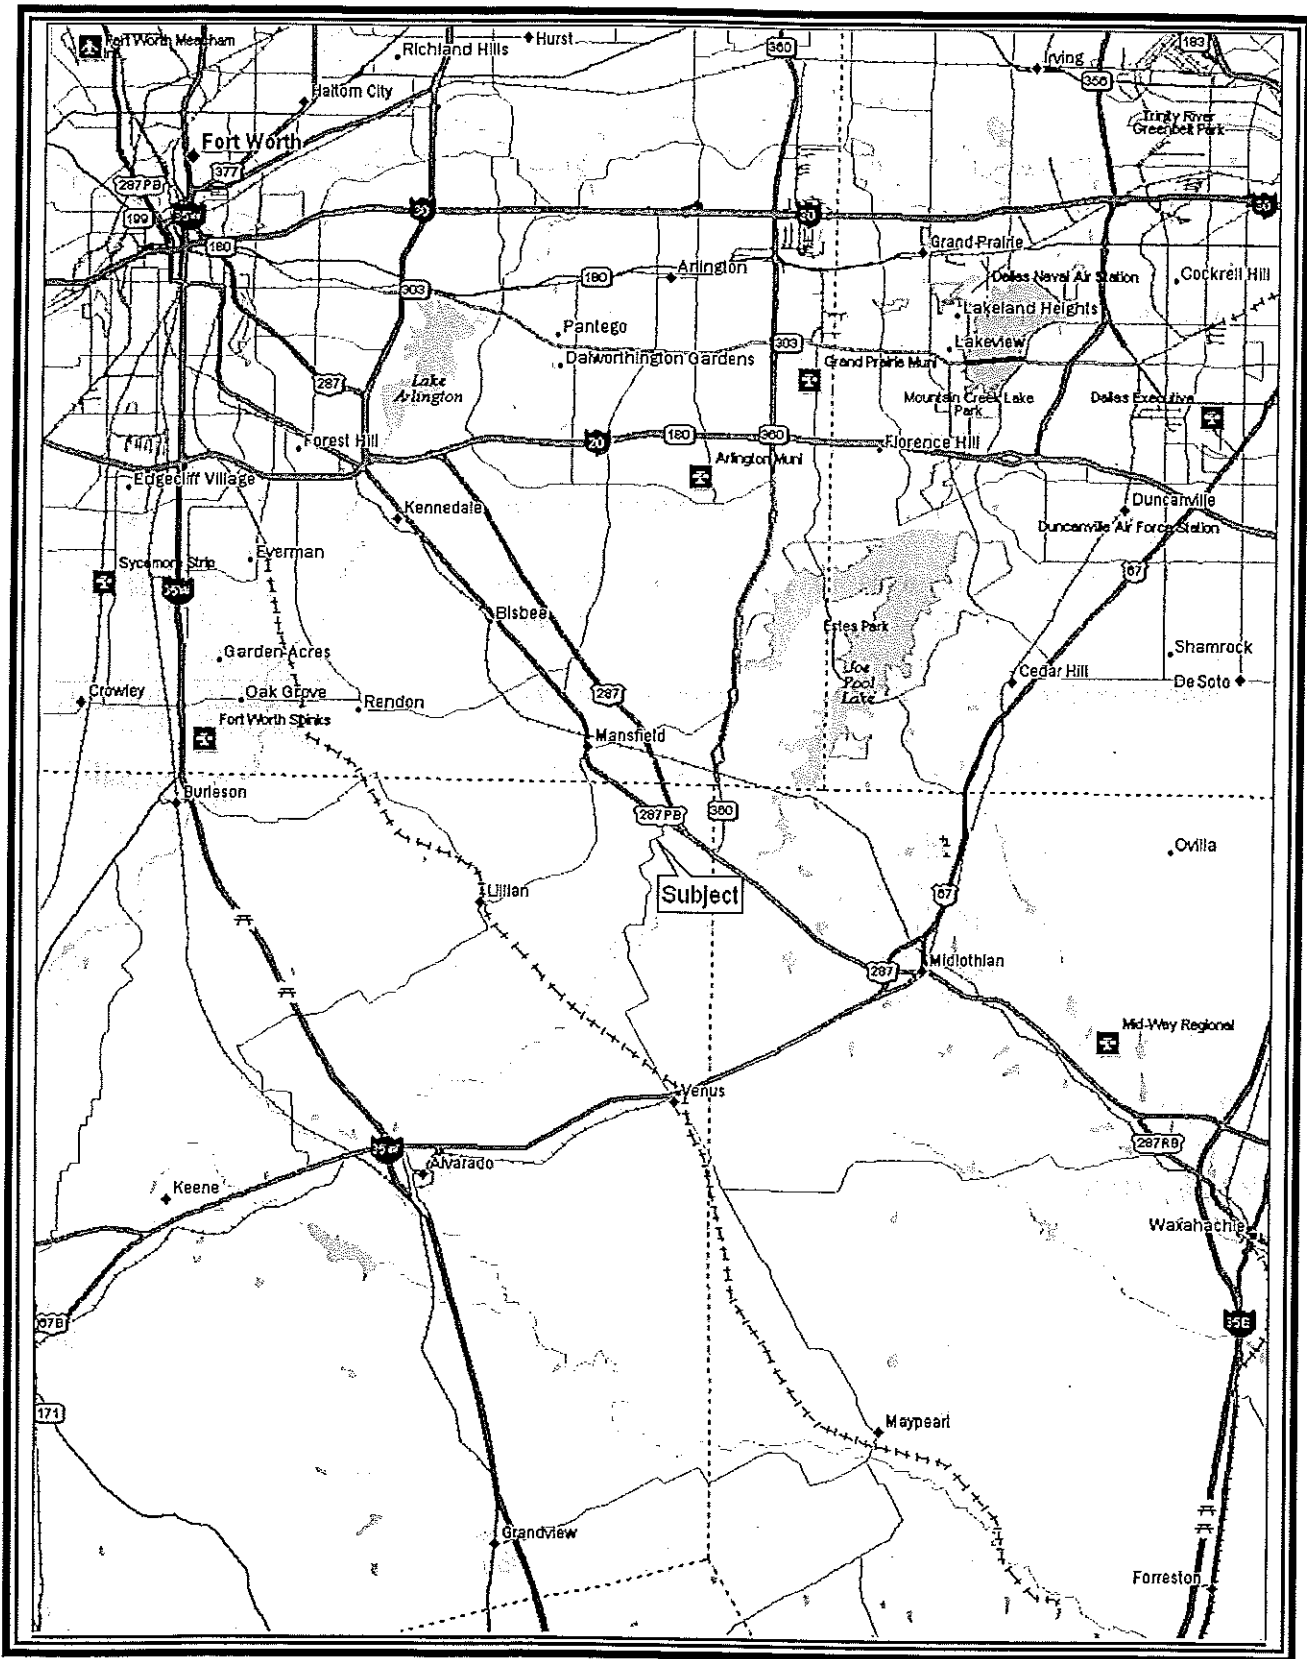 Fort Worth Meacham
Richland Hills
Hurst
360
Irving
183
356
Haltom City
Trinity River
Greenbelt Park
Fort Worth
377
287PB
199
35W
180
30
Grand Prairie
Arlington
180
Dallas Naval Air Station
Cockrell Hill
303
Lakeland Heights
Pantego
303
Lakeview
Dalworthington Gardens
Grand Prairie Muni
287
Lake
Arlington
Mountain Creek Lake
Park
Dallas Executive
Forest Hill
20
180
360
Florence Hill
Arlington Muni
Edgecliff Village
Kennedale
Duncanville
Duncanville Air Force Station
Everman
Sycamore Strip
35W
67
Bisbee
Estes Park
Garden Acres
Joe
Pool
Lake
Shamrock
Cedar Hill
De Soto
Crowley
Oak Grove
Rendon
287
Fort Worth Spinks
Mansfield
Burleson
287PB
360
Ovilla
Lillian
Subject
67
287
Midlothian
Mid-Way Regional
Venus
35W
Alvarado
287RB
Keene
Waxahachie
67B
35E
171
Maypearl
Grandview
Forreston